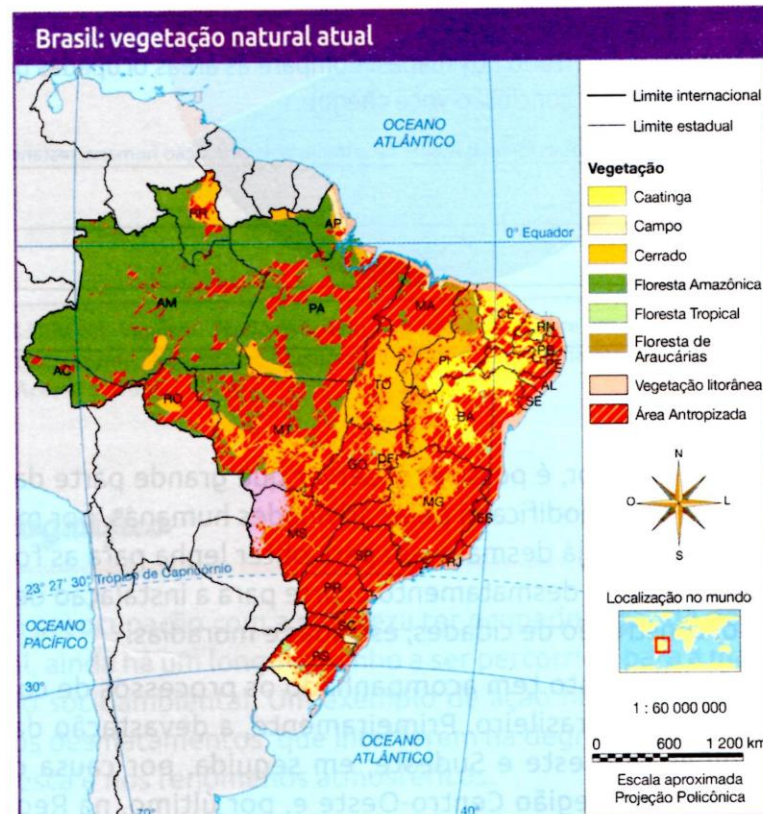 Brasil: vegetação natural atual
OCEANO
ATLÂNTICO
Limite internacional
Limite estadual
Vegetação
Caatinga
Campo
Cerrado
Floresta Amazônica
Floresta Tropical
Floresta de
Araucárias
Vegetação litorânea
Área Antropizada
0° Equador
RR
AP
AM
PA
MA
CE
RN
PB
PE
PI
AL
SE
AC
RO
TO
BA
MT
DF
GO
MG
ES
MS
SP
RJ
PR
SC
RS
23° 27' 30" Trópico de Capricórnio
OCEANO
PACÍFICO
30°
OCEANO
ATLÂNTICO
70°
40°
N
O
L
S
Localização no mundo
1 : 60 000 000
0 600 1200 km
Escala aproximada
Projeção Policônica